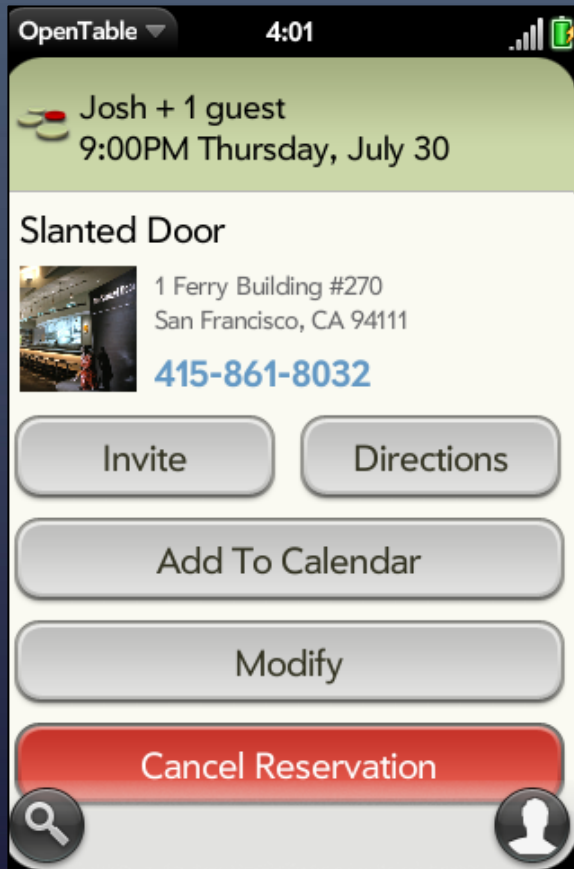 OpenTable
4:01
Josh + 1 guest
9:00PM Thursday, July 30
Slanted Door
1 Ferry Building #270
San Francisco, CA 94111
415-861-8032
Invite
Directions
Add To Calendar
Modify
Cancel Reservation